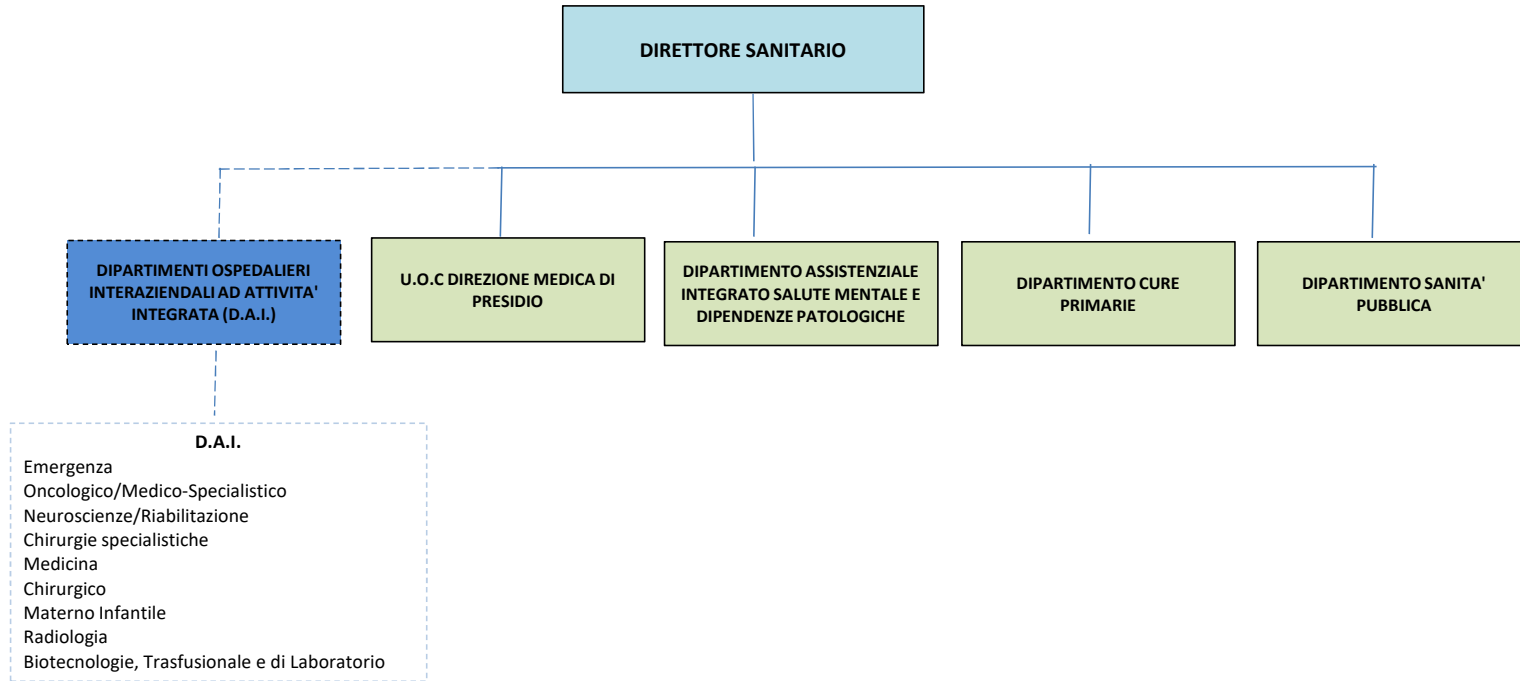 DIRETTORE SANITARIO
DIPARTIMENTI OSPEDALIERI
INTERAZIENDALI AD ATTIVITA'
INTEGRATA (D.A.I.)
U.O.C DIREZIONE MEDICA DI
PRESIDIO
DIPARTIMENTO ASSISTENZIALE
INTEGRATO SALUTE MENTALE E
DIPENDENZE PATOLOGICHE
DIPARTIMENTO CURE
PRIMARIE
DIPARTIMENTO SANITA'
PUBBLICA
D.A.I.
Emergenza
Oncologico/Medico-Specialistico
Neuroscienze/Riabilitazione
Chirurgie specialistiche
Medicina
Chirurgico
Materno Infantile
Radiologia
Biotecnologie, Trasfusionale e di Laboratorio